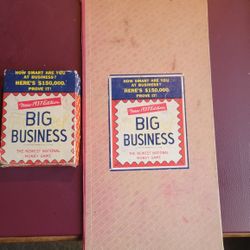 HOW SMART ARE YOU
AT BUSINESS?
HERE'S $150,000.
PROVE IT!
New 1937 Edition
BIG
BUSINESS
THE NEWEST NATIONAL
MONEY GAME
HOW SMART ARE YOU
AT BUSINESS?
HERE'S $150,000.
PROVE IT!
New 1937 Edition
BIG
BUSINESS
THE NEWEST NATIONAL
MONEY GAME